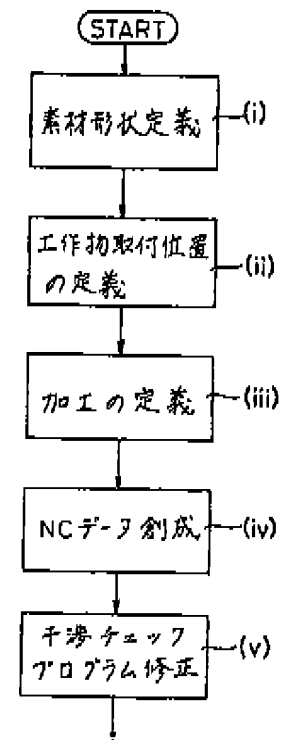 START
素材形状定義
(i)
工作物取付位置
の定義
(ii)
加工の定義
(iii)
NCデータ創成
(iv)
干渉チェック
プログラム修正
(v)